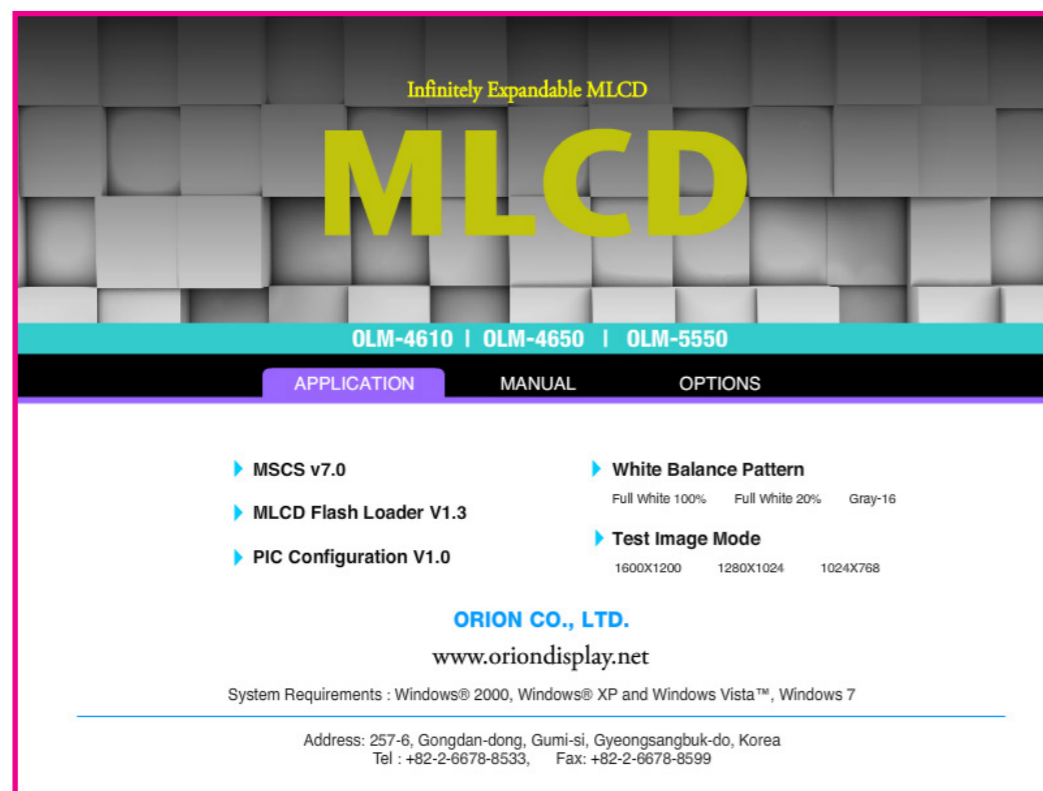 Infinitely Expandable MLCD
MLCD
OLM-4610 | OLM-4650 | OLM-5550
APPLICATION MANUAL OPTIONS
MSCS v7.0
MLCD Flash Loader V1.3
PIC Configuration V1.0
White Balance Pattern
Full White 100% Full White 20% Gray-16
Test Image Mode
1600X1200 1280X1024 1024X768
ORION CO., LTD.
www.oriondisplay.net
System Requirements : Windows® 2000, Windows® XP and Windows Vista™, Windows 7
Address: 257-6, Gongdan-dong, Gumi-si, Gyeongsangbuk-do, Korea
Tel : +82-2-6678-8533, Fax: +82-2-6678-8599